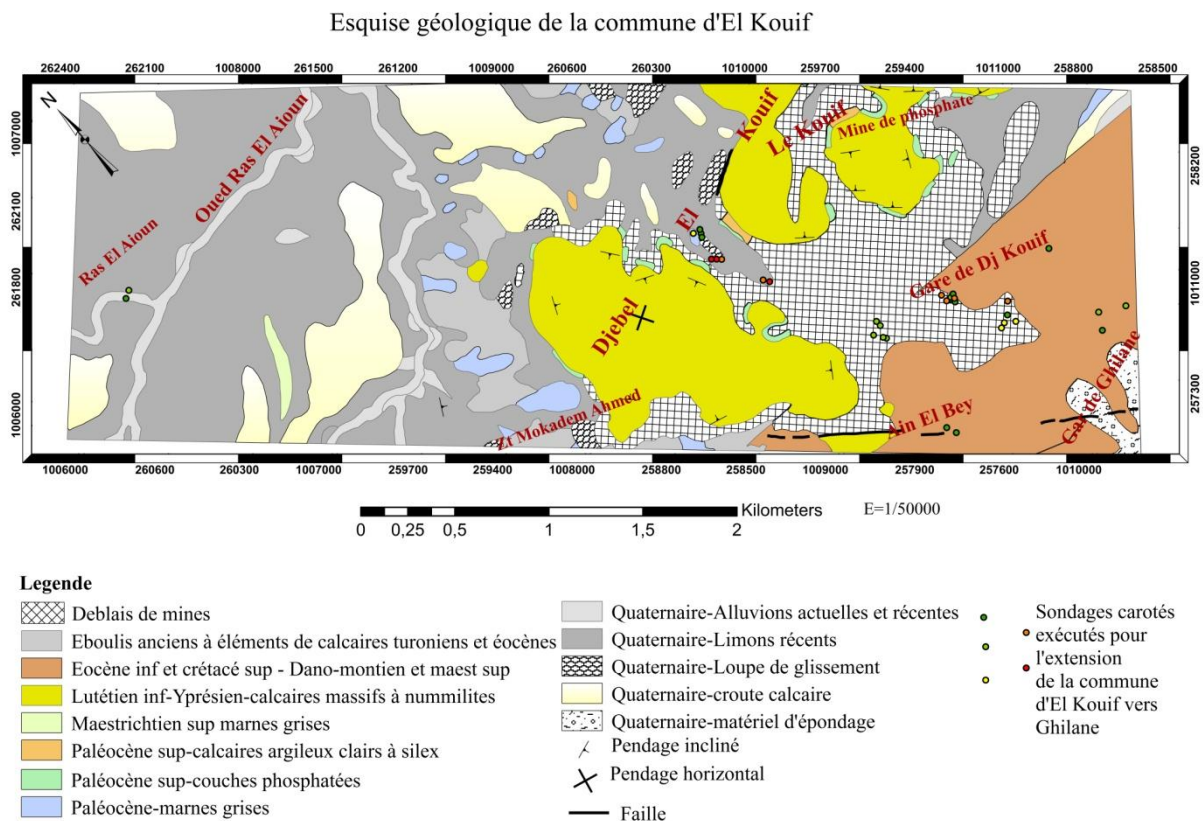 Esquise géologique de la commune d'El Kouif
262400 262100 1008000 261500 261200 1009000 260600 260300 1010000 259700 259400 1011000 258800 258500
N
1007000
262100
261800
1006000
258200
1011000
257300
Kouif
Le Kouif
Mine de phosphate
Oued Ras El Aioun
Ras El Aioun
El
Gare de Dj Kouif
Djebel
Zt Mokadem Ahmed
Ain El Bey
Ghilane
1006000 260600 260300 1007000 259700 259400 1008000 258800 258500 1009000 257900 257600 1010000
Kilometers
E=1/50000
0 0,25 0,5 1 1,5 2
Legende
Deblais de mines
Eboulis anciens à éléments de calcaires turoniens et éocènes
Eocène inf et crétacé sup - Dano-montien et maest sup
Lutétien inf-Yprésien-calcaires massifs à nummilites
Maestrichtien sup marnes grises
Paléocène sup-calcaires argileux clairs à silex
Paléocène sup-couches phosphatées
Paléocène-marnes grises
Quaternaire-Alluvions actuelles et récentes
Quaternaire-Limons récents
Quaternaire-Loupe de glissement
Quaternaire-croute calcaire
Quaternaire-matériel d'épondage
Pendage incliné
Pendage horizontal
Faille
Sondages carotés
exécutés pour
l'extension
de la commune
d'El Kouif vers
Ghilane